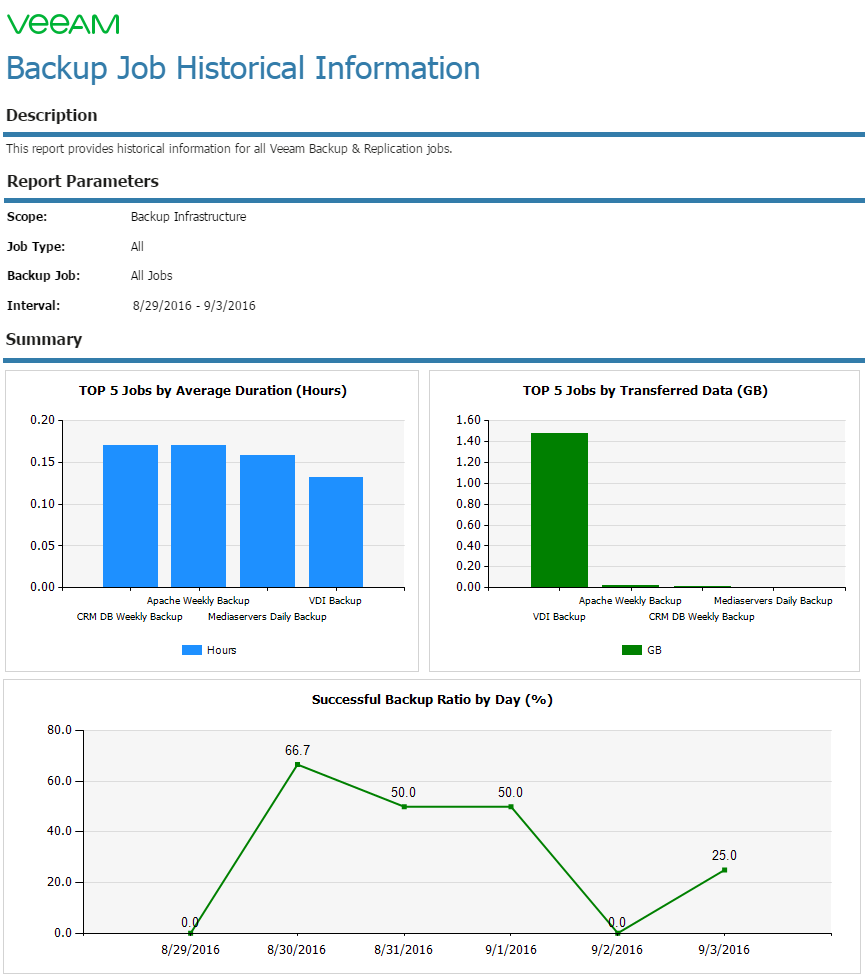 veeAM
Backup Job Historical Information
Description
This report provides historical information for all Veeam Backup & Replication jobs.
Report Parameters
Scope: Backup Infrastructure
Job Type: All
Backup Job: All Jobs
Interval: 8/29/2016 - 9/3/2016
Summary
TOP 5 Jobs by Average Duration (Hours)
0.20
0.15
0.10
0.05
0.00
Apache Weekly Backup VDI Backup
CRM DB Weekly Backup Mediaservers Daily Backup
Hours
TOP 5 Jobs by Transferred Data (GB)
1.60
1.40
1.20
1.00
0.80
0.60
0.40
0.20
0.00
Apache Weekly Backup Mediaservers Daily Backup
VDI Backup CRM DB Weekly Backup
GB
Successful Backup Ratio by Day (%)
80.0
60.0
40.0
20.0
0.0
0.0 66.7 50.0 50.0 0.0 25.0
8/29/2016 8/30/2016 8/31/2016 9/1/2016 9/2/2016 9/3/2016